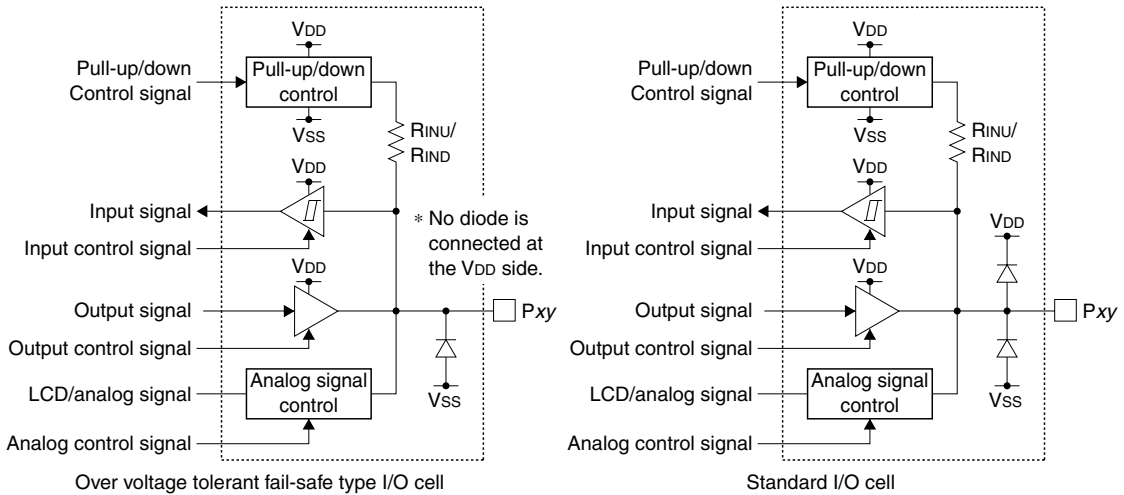 VDD
Pull-up/down
Control signal
Pull-up/down
control
VSS
RINU/
RIND
VDD
Input signal
Input control signal
* No diode is
connected at
the VDD side.
VDD
Output signal
Pxy
Output control signal
LCD/analog signal
Analog signal
control
VSS
Analog control signal
Over voltage tolerant fail-safe type I/O cell
VDD
Pull-up/down
Control signal
Pull-up/down
control
VSS
RINU/
RIND
VDD
Input signal
Input control signal
VDD
VDD
Output signal
Pxy
Output control signal
LCD/analog signal
Analog signal
control
VSS
Analog control signal
Standard I/O cell